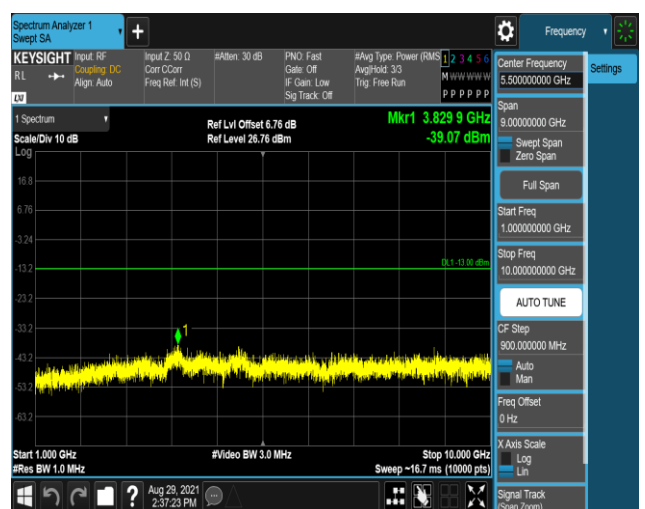 Spectrum Analyzer 1
Swept SA
Frequency
KEYSIGHT
RL
LXI
Input: RF
Coupling: DC
Align: Auto
Input Z: 50 Ω
Corr CCorr
Freq Ref: Int (S)
#Atten: 30 dB
PNO: Fast
Gate: Off
IF Gain: Low
Sig Track: Off
#Avg Type: Power (RMS
Avg|Hold: 3/3
Trig: Free Run
1 2 3 4 5 6
M W W W W W
P P P P P P
Center Frequency
5.500000000 GHz
Settings
Span
9.00000000 GHz
Swept Span
Zero Span
Full Span
Start Freq
1.000000000 GHz
Stop Freq
10.000000000 GHz
AUTO TUNE
CF Step
900.000000 MHz
Auto
Man
Freq Offset
0 Hz
X Axis Scale
Log
Lin
Signal Track
(Span Zoom)
1 Spectrum
Scale/Div 10 dB
Log
Ref Lvl Offset 6.76 dB
Ref Level 26.76 dBm
Mkr1 3.829 9 GHz
-39.07 dBm
16.8
6.76
-3.24
-13.2
-23.2
-33.2
-43.2
-53.2
-63.2
DL1 -13.00 dBm
1
Start 1.000 GHz
#Res BW 1.0 MHz
#Video BW 3.0 MHz
Stop 10.000 GHz
Sweep ~16.7 ms (10000 pts)
?
Aug 29, 2021
2:37:23 PM